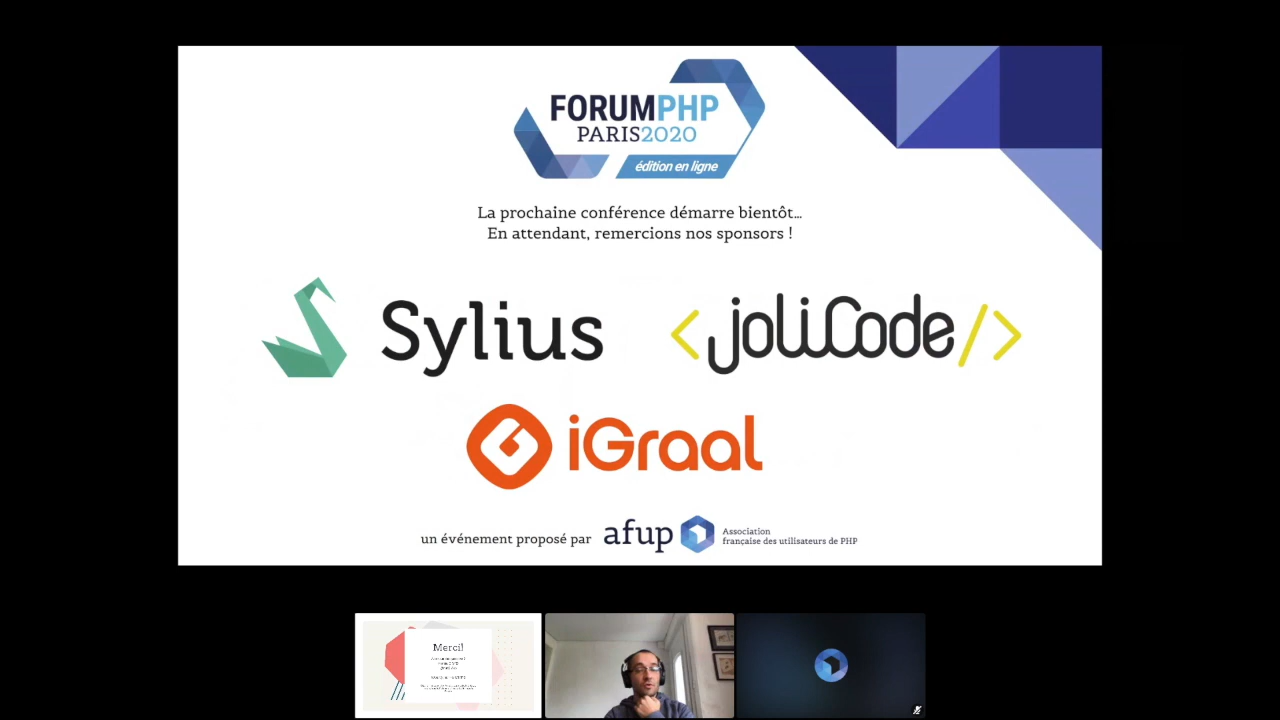 FORUMPHP
PARIS2020
édition en ligne
La prochaine conférence démarre bientôt...
En attendant, remercions nos sponsors !
Sylius
<joliCode/>
iGraal
un événement proposé par
afup
Association
française des utilisateurs de PHP
Merci!